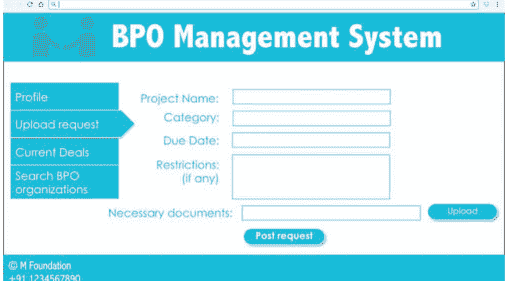 BPO Management System
Profile
Upload request
Current Deals
Search BPO
organizations
Project Name:
Category:
Due Date:
Restrictions:
(if any)
Necessary documents:
Upload
Post request
© M Foundation
+91 1234567890